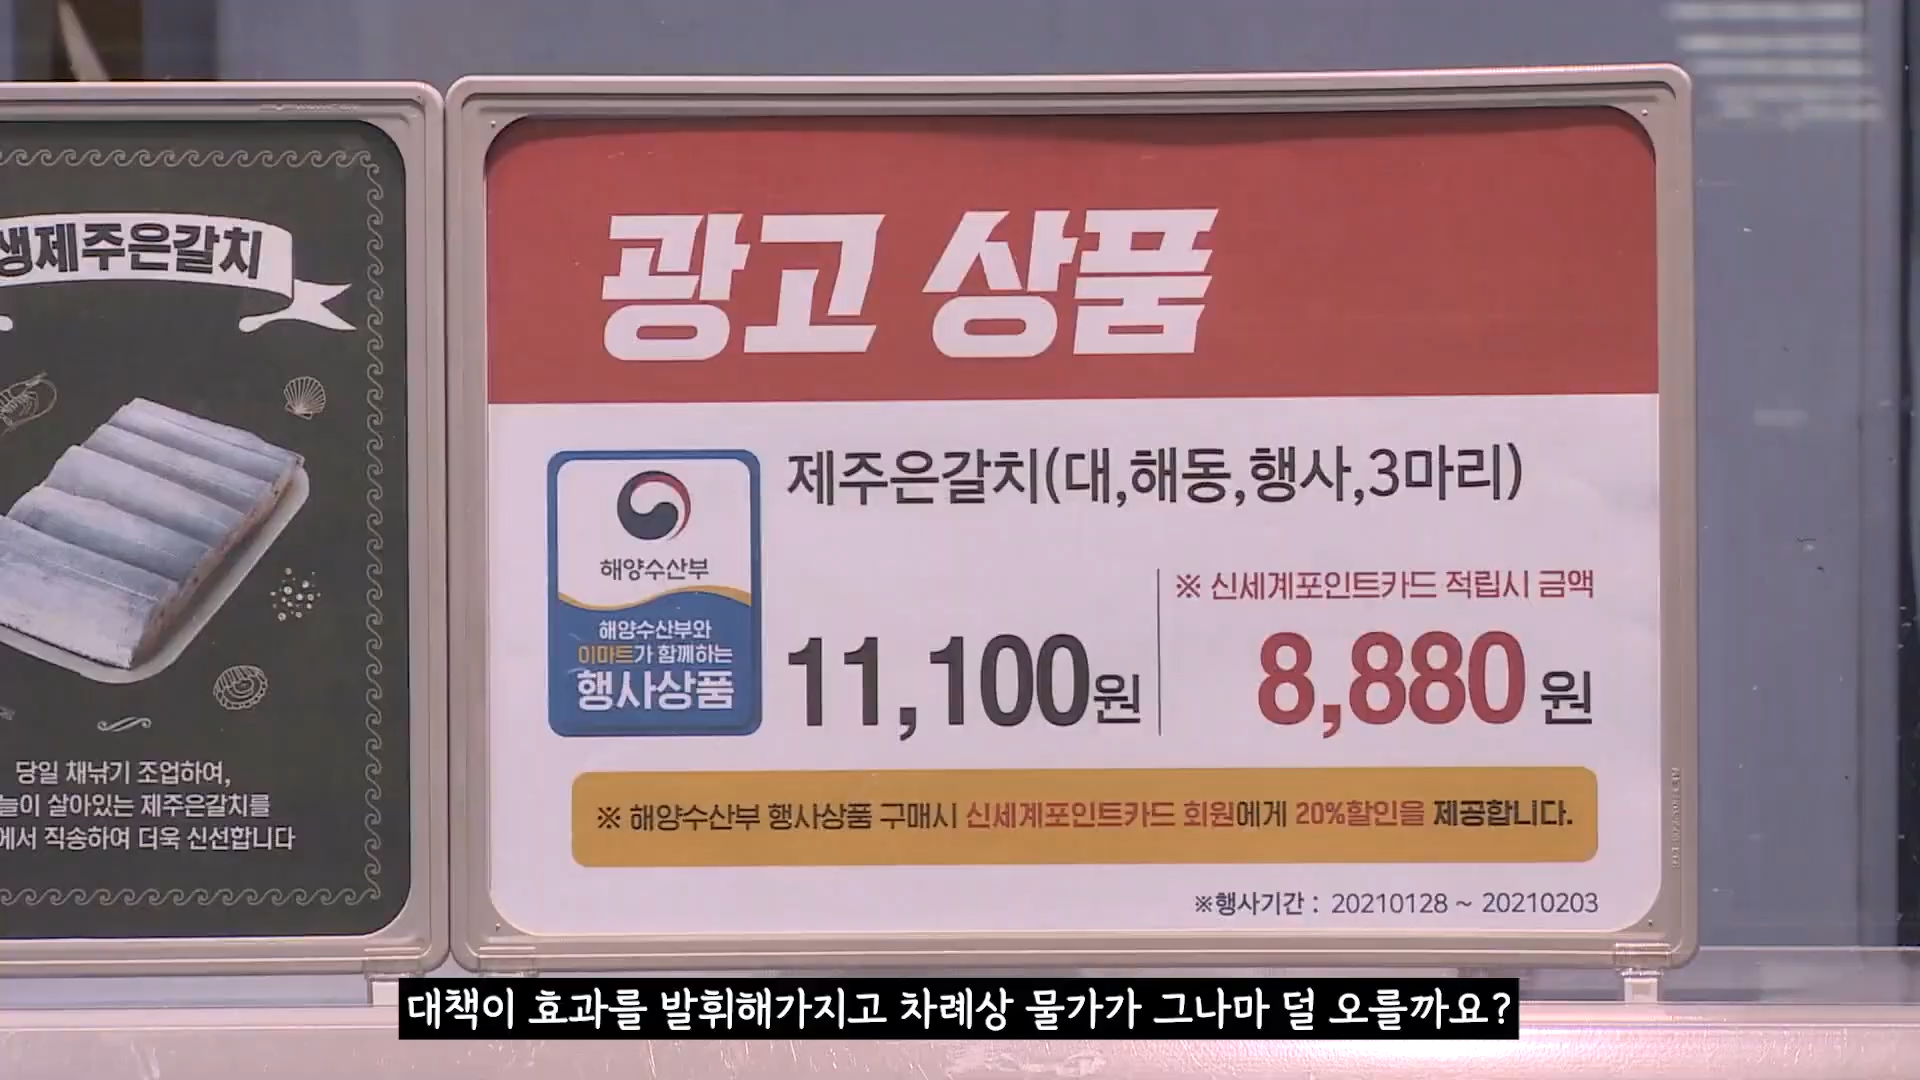 생제주은갈치
당일 채낚기 조업하여,
살아있는 제주은갈치를
직송하여 더욱 신선합니다
광고 상품
해양수산부
해양수산부와
이마트가 함께하는
행사상품
제주은갈치(대,해동,행사,3마리)
11,100원
※ 신세계포인트카드 적립시 금액
8,880 원
※ 해양수산부 행사상품 구매시 신세계포인트카드 회원에게 20%할인을 제공합니다.
※행사기간 : 20210128 ~ 20210203
대책이 효과를 발휘해가지고 차례상 물가가 그나마 덜 오를까요?